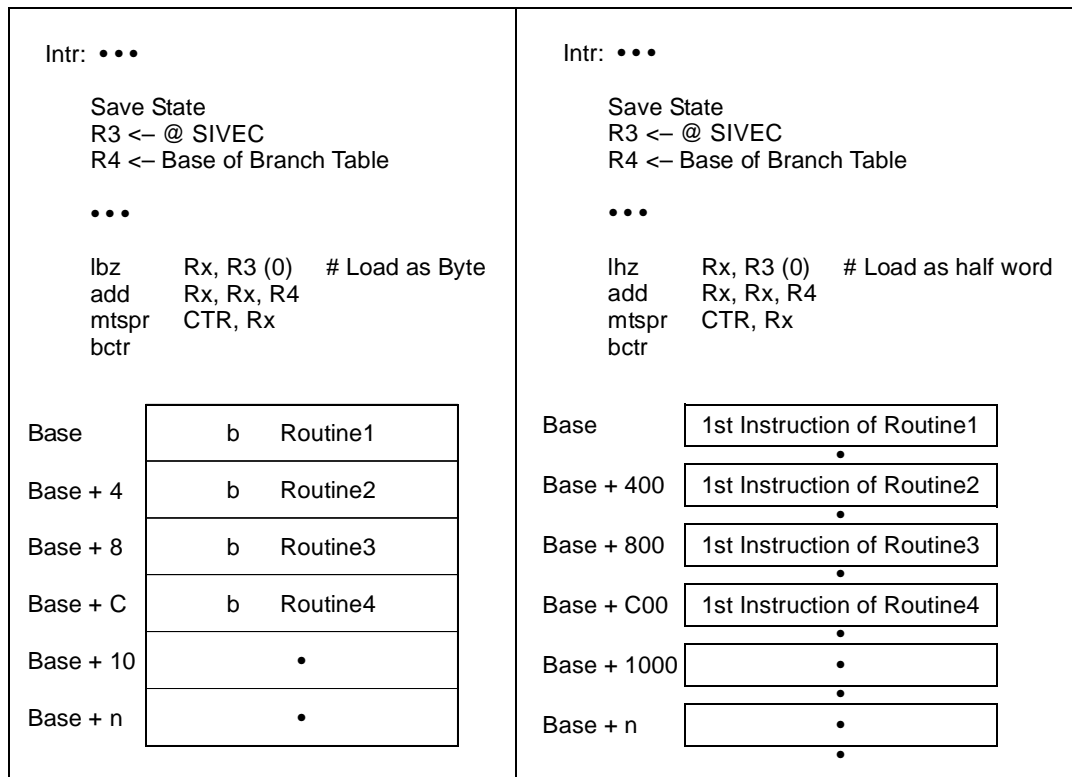 Intr: •••
Save State
R3 <– @ SIVEC
R4 <– Base of Branch Table
•••
lbz Rx, R3 (0) # Load as Byte
add Rx, Rx, R4
mtspr CTR, Rx
bctr
Base b Routine1
Base + 4 b Routine2
Base + 8 b Routine3
Base + C b Routine4
Base + 10 •
Base + n •
Intr: •••
Save State
R3 <– @ SIVEC
R4 <– Base of Branch Table
•••
lhz Rx, R3 (0) # Load as half word
add Rx, Rx, R4
mtspr CTR, Rx
bctr
Base 1st Instruction of Routine1
•
Base + 400 1st Instruction of Routine2
•
Base + 800 1st Instruction of Routine3
•
Base + C00 1st Instruction of Routine4
•
Base + 1000 •
•
Base + n •
•